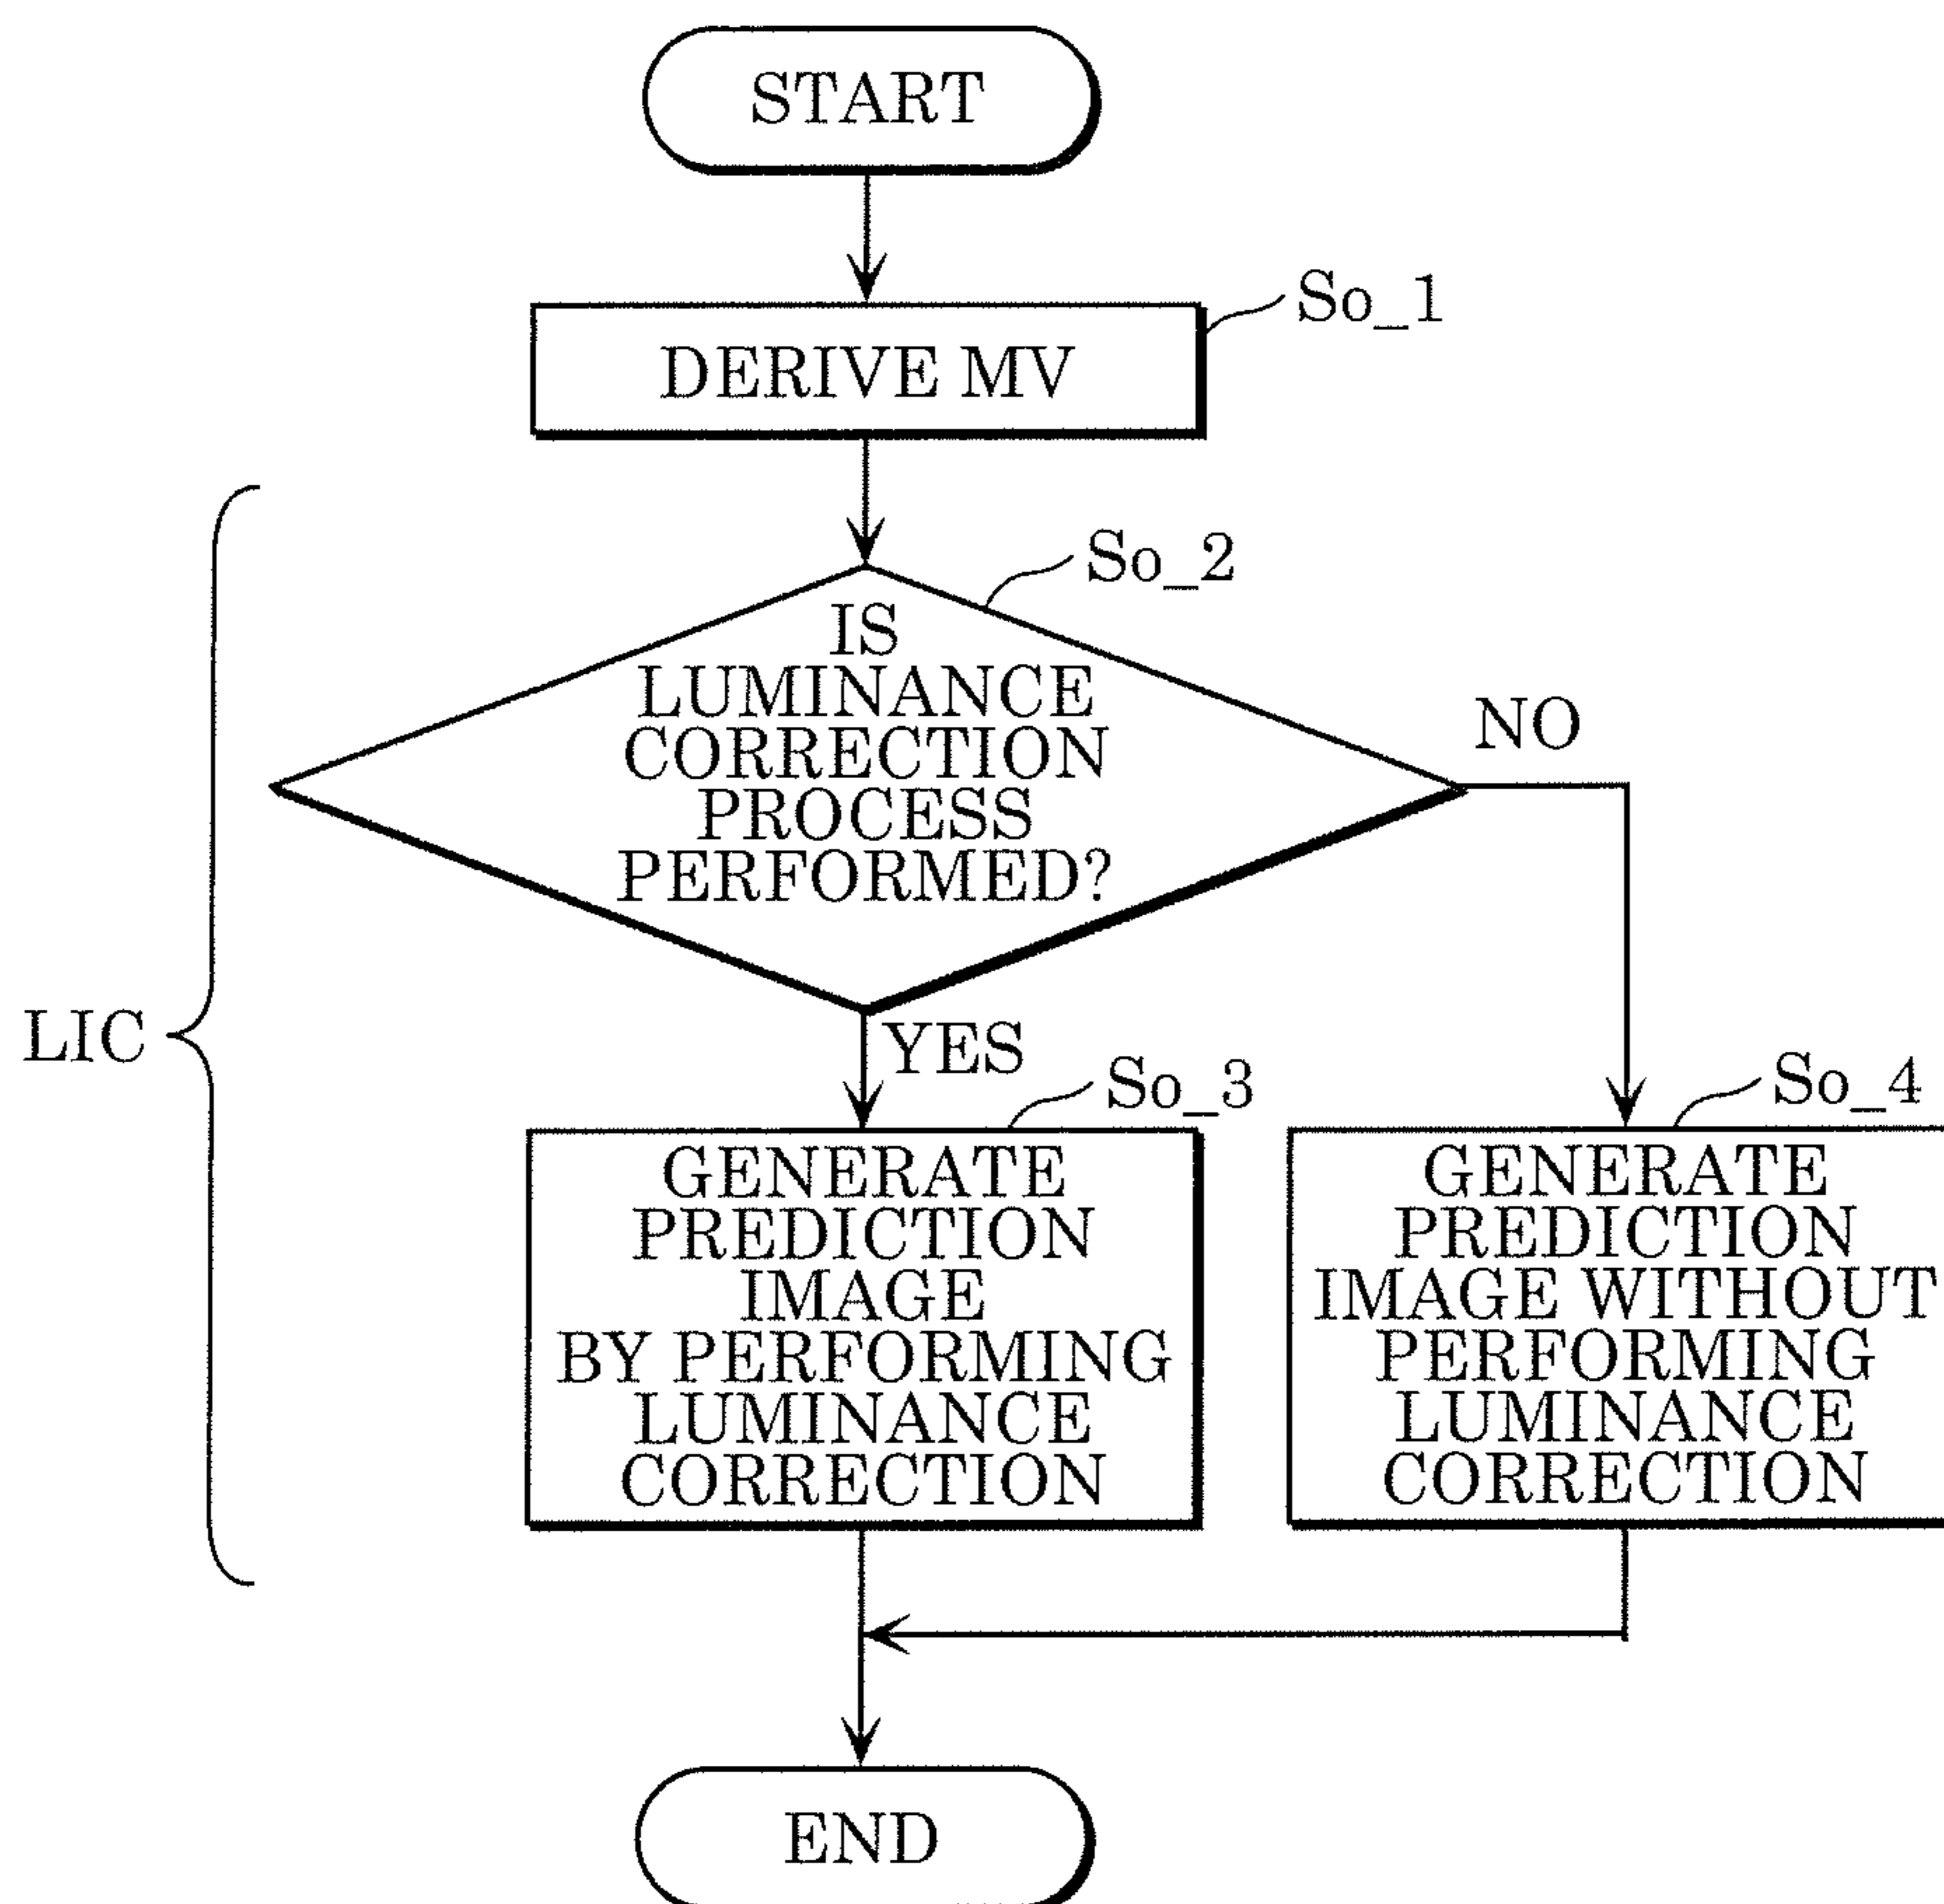 START
DERIVE MV
So_1
So_2
IS
LUMINANCE
CORRECTION
PROCESS
PERFORMED?
NO
YES
LIC
So_3
GENERATE
PREDICTION
IMAGE
BY PERFORMING
LUMINANCE
CORRECTION
So_4
GENERATE
PREDICTION
IMAGE WITHOUT
PERFORMING
LUMINANCE
CORRECTION
END